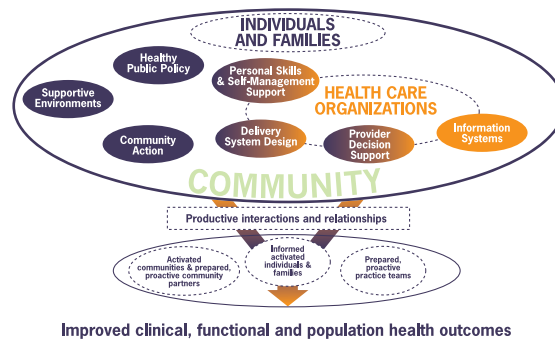 INDIVIDUALS
AND FAMILIES
Healthy
Public Policy
Personal Skills
& Self-Management
Support
Supportive
Environments
HEALTH CARE
ORGANIZATIONS
Community
Action
Delivery
System Design
Provider
Decision
Support
Information
Systems
COMMUNITY
Productive interactions and relationships
Activated
communities & prepared,
proactive community
partners
Informed
activated
individuals &
families
Prepared,
proactive
practice teams
Improved clinical, functional and population health outcomes